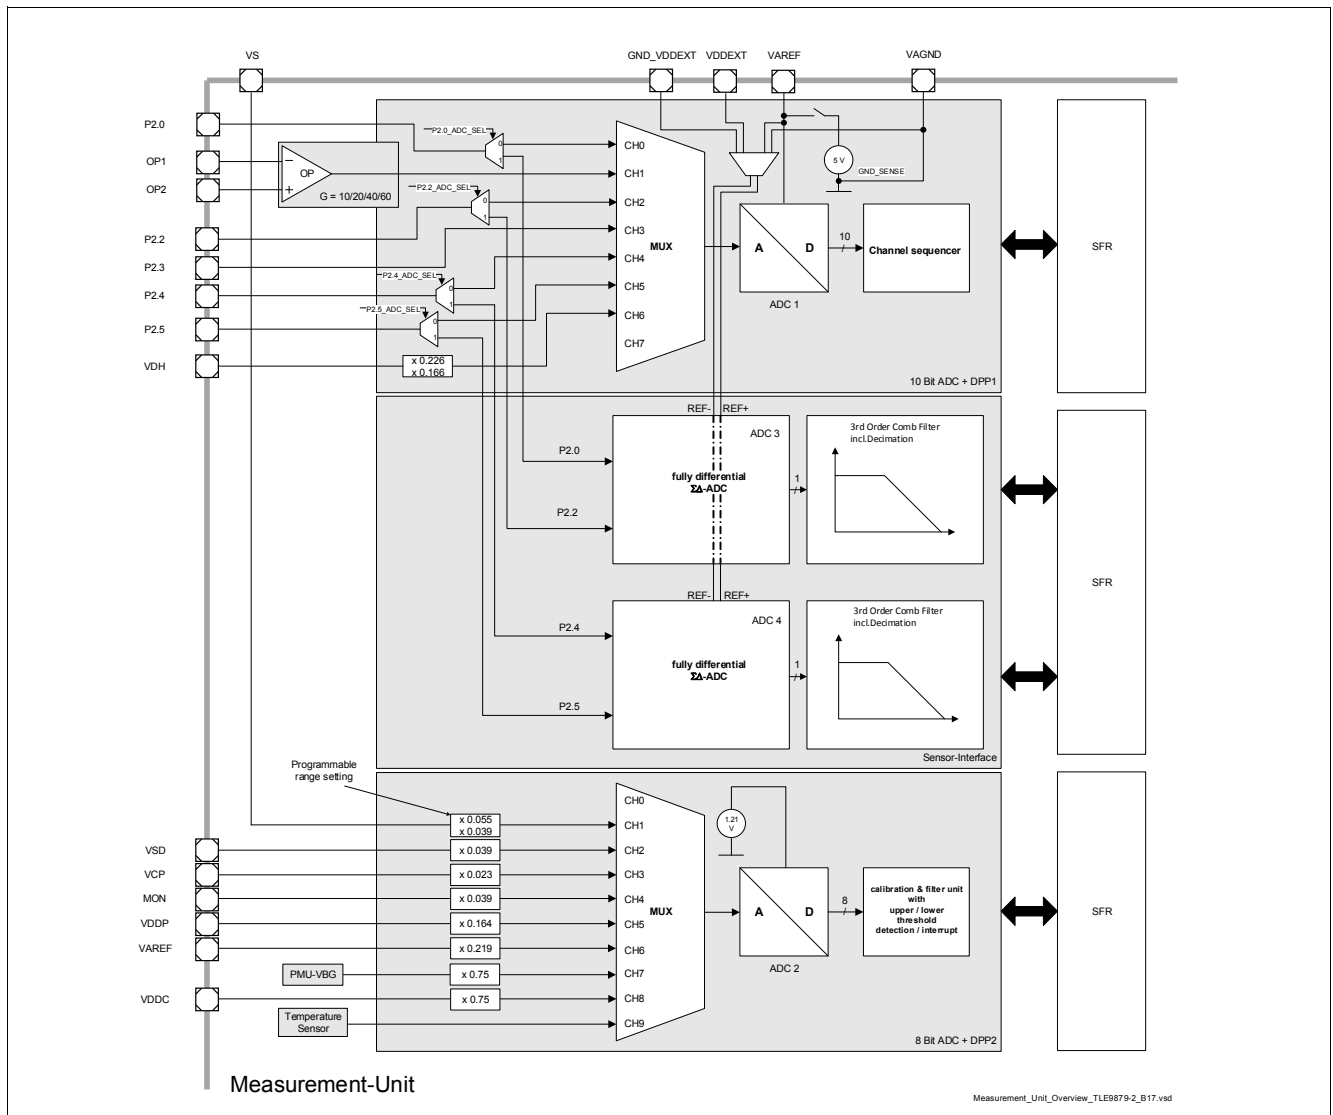 VS
GND_VDDEXT
VDDEXT
VAREF
VAGND
P2.0
OP1
OP2
P2.2
P2.3
P2.4
P2.5
VDH
OP
−
+
G = 10/20/40/60
P2.0_ADC_SEL
0
1
P2.2_ADC_SEL
0
1
P2.4_ADC_SEL
0
1
P2.5_ADC_SEL
0
1
x 0.226
x 0.166
CH0
CH1
CH2
CH3
MUX
CH4
CH5
CH6
CH7
5 V
GND_SENSE
A
D
ADC 1
10
Channel sequencer
10 Bit ADC + DPP1
SFR
REF-
REF+
ADC 3
P2.0
fully differential
ΣΔ-ADC
P2.2
1
3rd Order Comb Filter
incl.Decimation
REF-
REF+
ADC 4
P2.4
fully differential
ΣΔ-ADC
P2.5
1
3rd Order Comb Filter
incl.Decimation
Sensor-Interface
SFR
Programmable
range setting
x 0.055
x 0.039
VSD
x 0.039
VCP
x 0.023
MON
x 0.039
VDDP
x 0.164
VAREF
x 0.219
PMU-VBG
x 0.75
VDDC
x 0.75
Temperature
Sensor
CH0
CH1
CH2
CH3
CH4
MUX
CH5
CH6
CH7
CH8
CH9
1.21
V
A
D
ADC 2
8
calibration & filter unit
with
upper / lower
threshold
detection / interrupt
8 Bit ADC + DPP2
SFR
Measurement-Unit
Measurement_Unit_Overview_TLE9879-2_B17.vsd